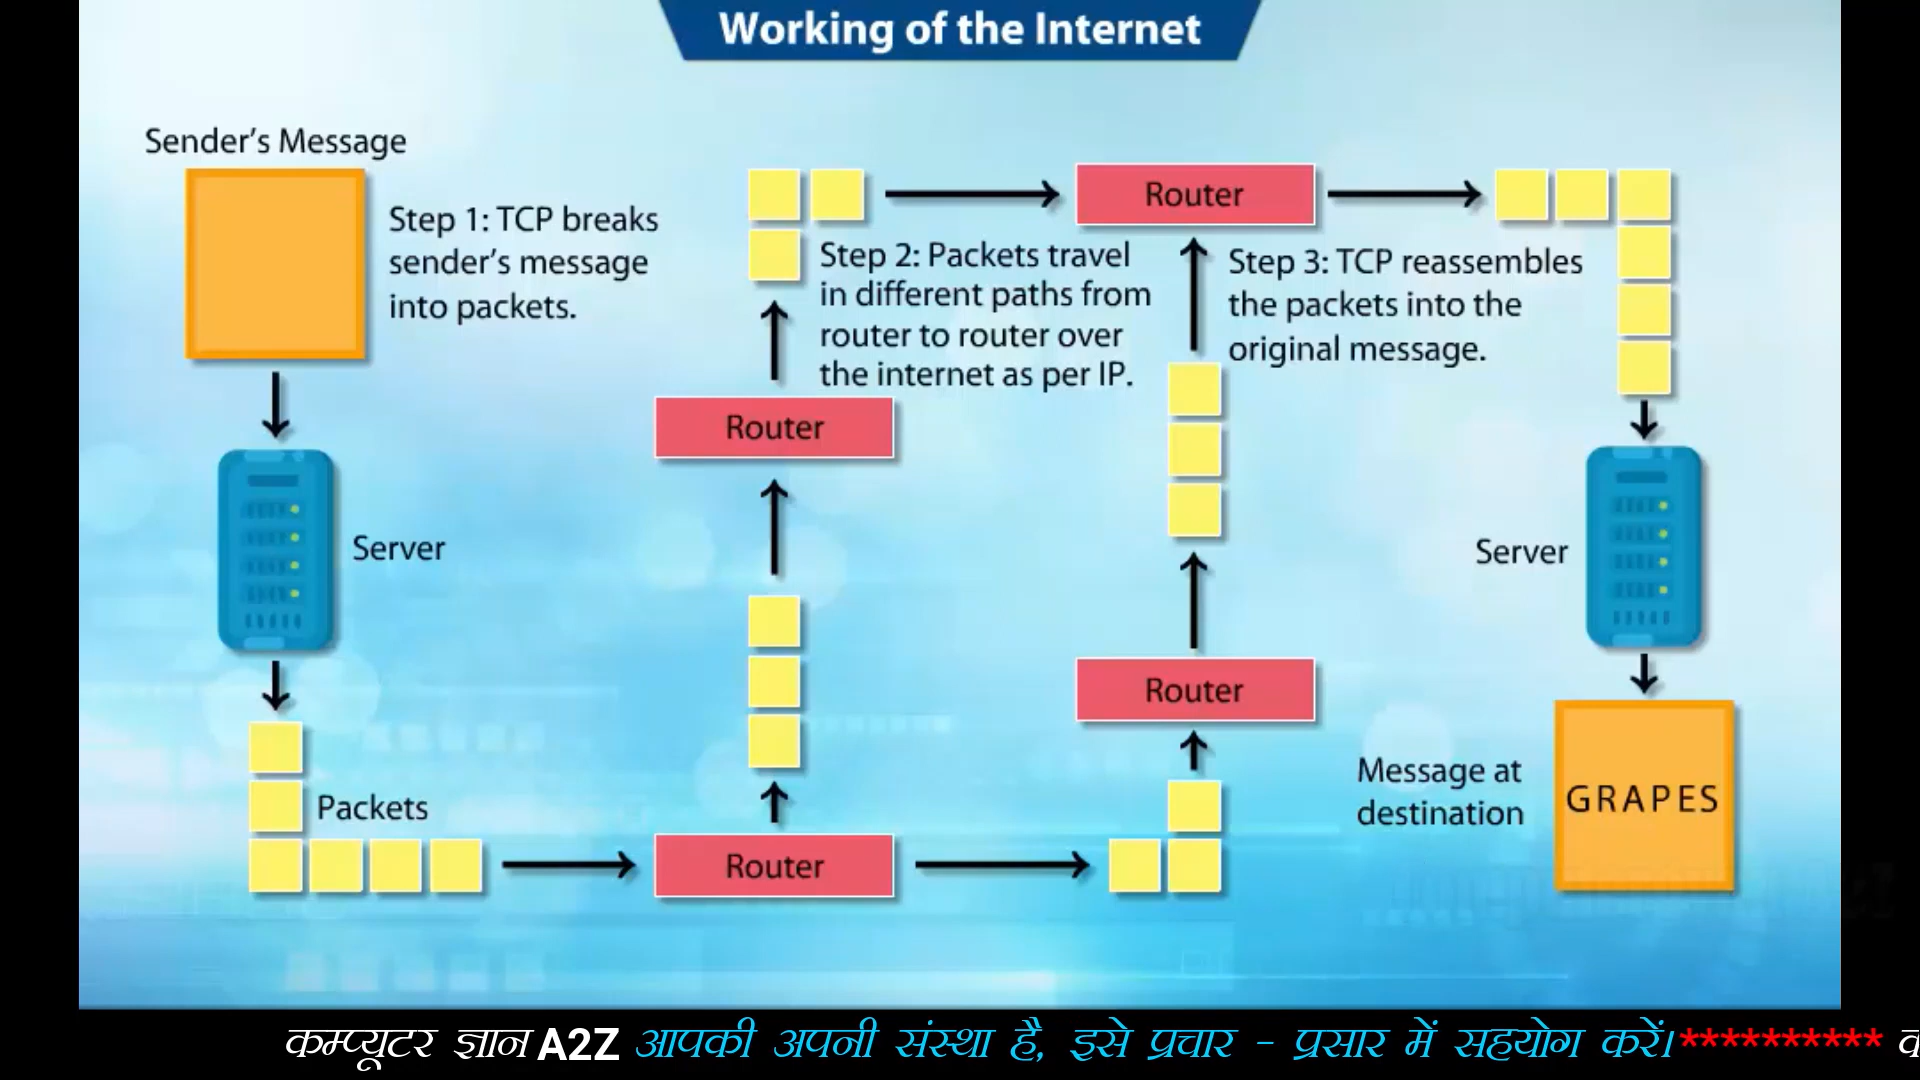 Working of the Internet
Sender's Message
Step 1: TCP breaks
sender's message
into packets.
Server
Packets
Router
Router
Step 2: Packets travel
in different paths from
router to router over
the internet as per IP.
Router
Router
Step 3: TCP reassembles
the packets into the
original message.
Server
Message at
destination
GRAPES
कम्प्यूटर ज्ञान A2Z आपकी अपनी संस्था है, इसे प्रचार - प्रसार में सहयोग करें। **********